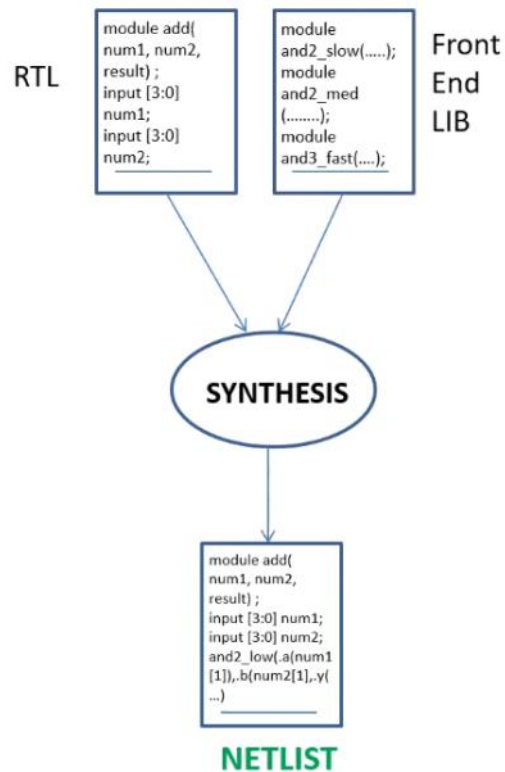 RTL
module add(
num1, num2,
result) ;
input [3:0]
num1;
input [3:0]
num2;
module
and2_slow(.....);
module
and2_med
(........);
module
and3_fast(....);
Front
End
LIB
SYNTHESIS
module add(
num1, num2,
result) ;
input [3:0] num1;
input [3:0] num2;
and2_low(.a(num1
[1]),.b(num2[1],.y(
...)
NETLIST